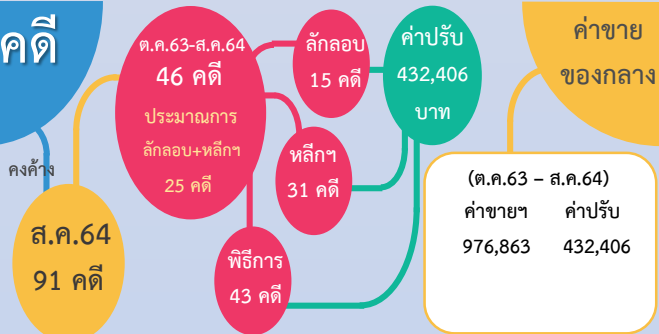 คดี
ต.ค.63-ส.ค.64
46 คดี
ประมาณการ
ลักลอบ+หลีกฯ
25 คดี
ลักลอบ
15 คดี
ค่าปรับ
432,406
บาท
ค่าขาย
ของกลาง
คงค้าง
ส.ค.64
91 คดี
หลีกฯ
31 คดี
พิธีการ
43 คดี
(ต.ค.63 – ส.ค.64)
ค่าขายฯ ค่าปรับ
976,863 432,406